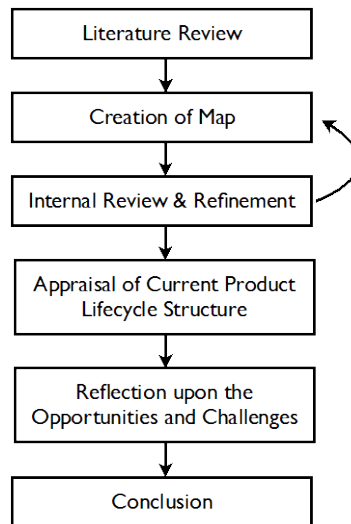 Literature Review
Creation of Map
Internal Review & Refinement
Appraisal of Current Product
Lifecycle Structure
Reflection upon the
Opportunities and Challenges
Conclusion